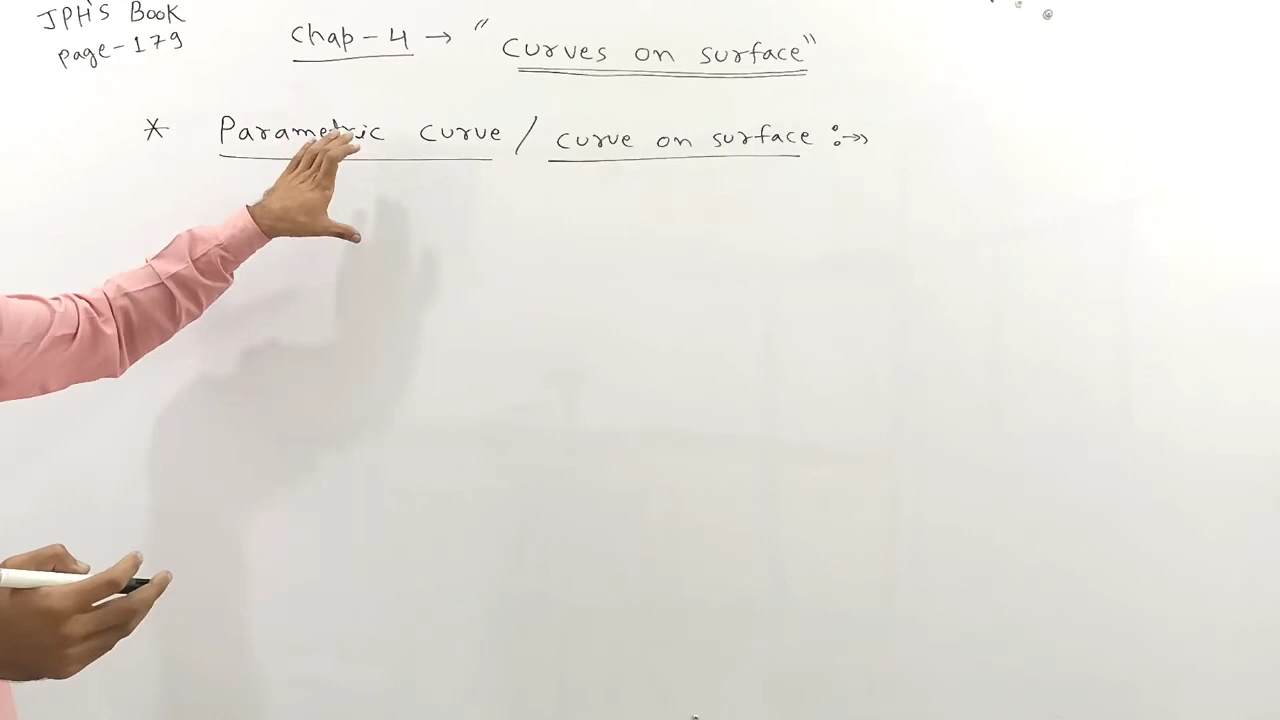 JPH'S Book
page-179
Chap-4 → "Curves on surface"
* Parametric curve / curve on surface :→